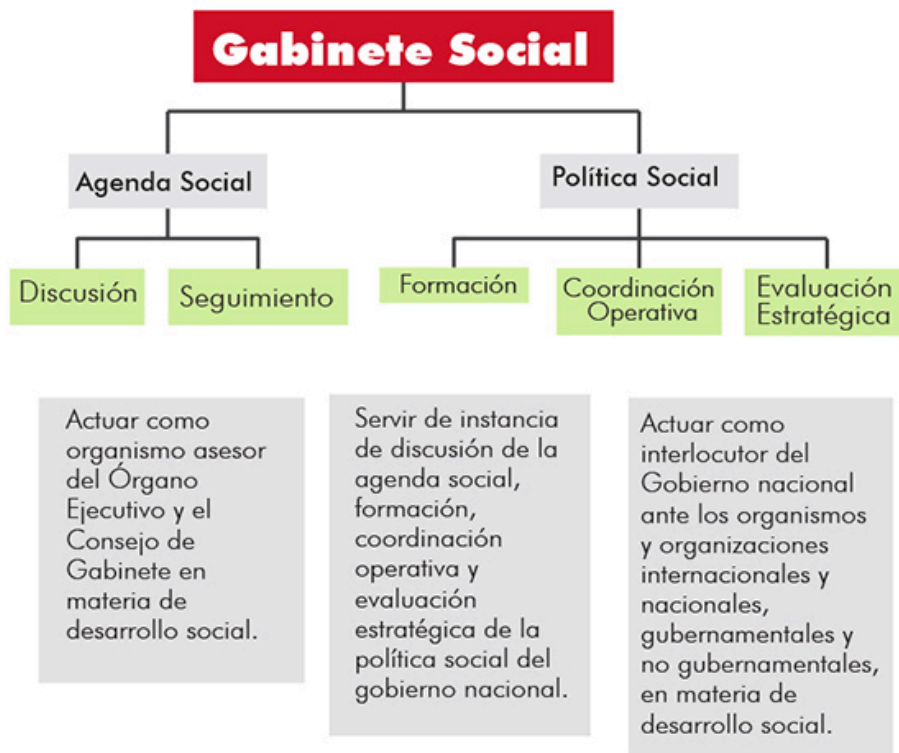 Gabinete Social
Agenda Social
Política Social
Discusión
Seguimiento
Formación
Coordinación
Operativa
Evaluación
Estratégica
Actuar como
organismo asesor
del Órgano
Ejecutivo y el
Consejo de
Gabinete en
materia de
desarrollo social.
Servir de instancia
de discusión de la
agenda social,
formación,
coordinación
operativa y
evaluación
estratégica de la
política social del
gobierno nacional.
Actuar como
interlocutor del
Gobierno nacional
ante los organismos
y organizaciones
internacionales y
nacionales,
gubernamentales y
no gubernamentales,
en materia de
desarrollo social.